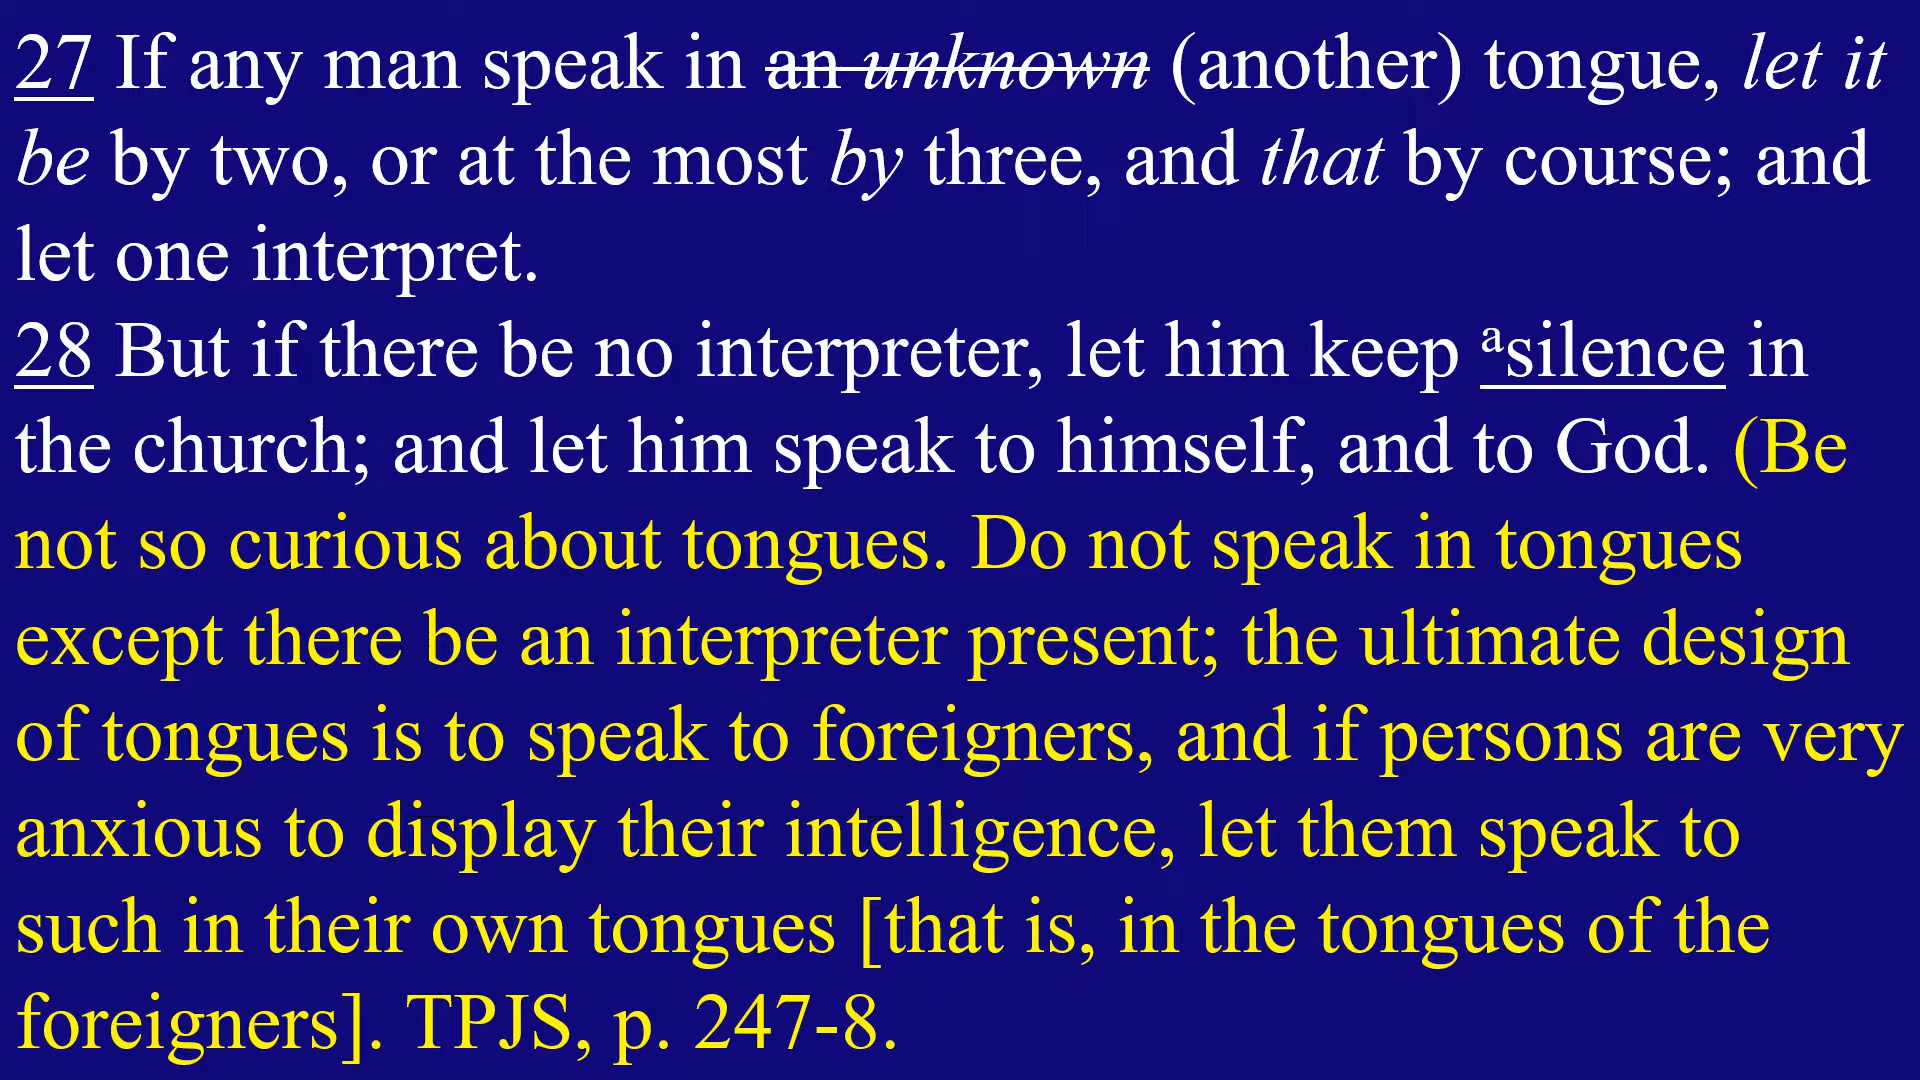 27 If any man speak in an unknown (another) tongue, let it
be by two, or at the most by three, and that by course; and
let one interpret.
28 But if there be no interpreter, let him keep ᵃsilence in
the church; and let him speak to himself, and to God. (Be
not so curious about tongues. Do not speak in tongues
except there be an interpreter present; the ultimate design
of tongues is to speak to foreigners, and if persons are very
anxious to display their intelligence, let them speak to
such in their own tongues [that is, in the tongues of the
foreigners]. TPJS, p. 247-8.